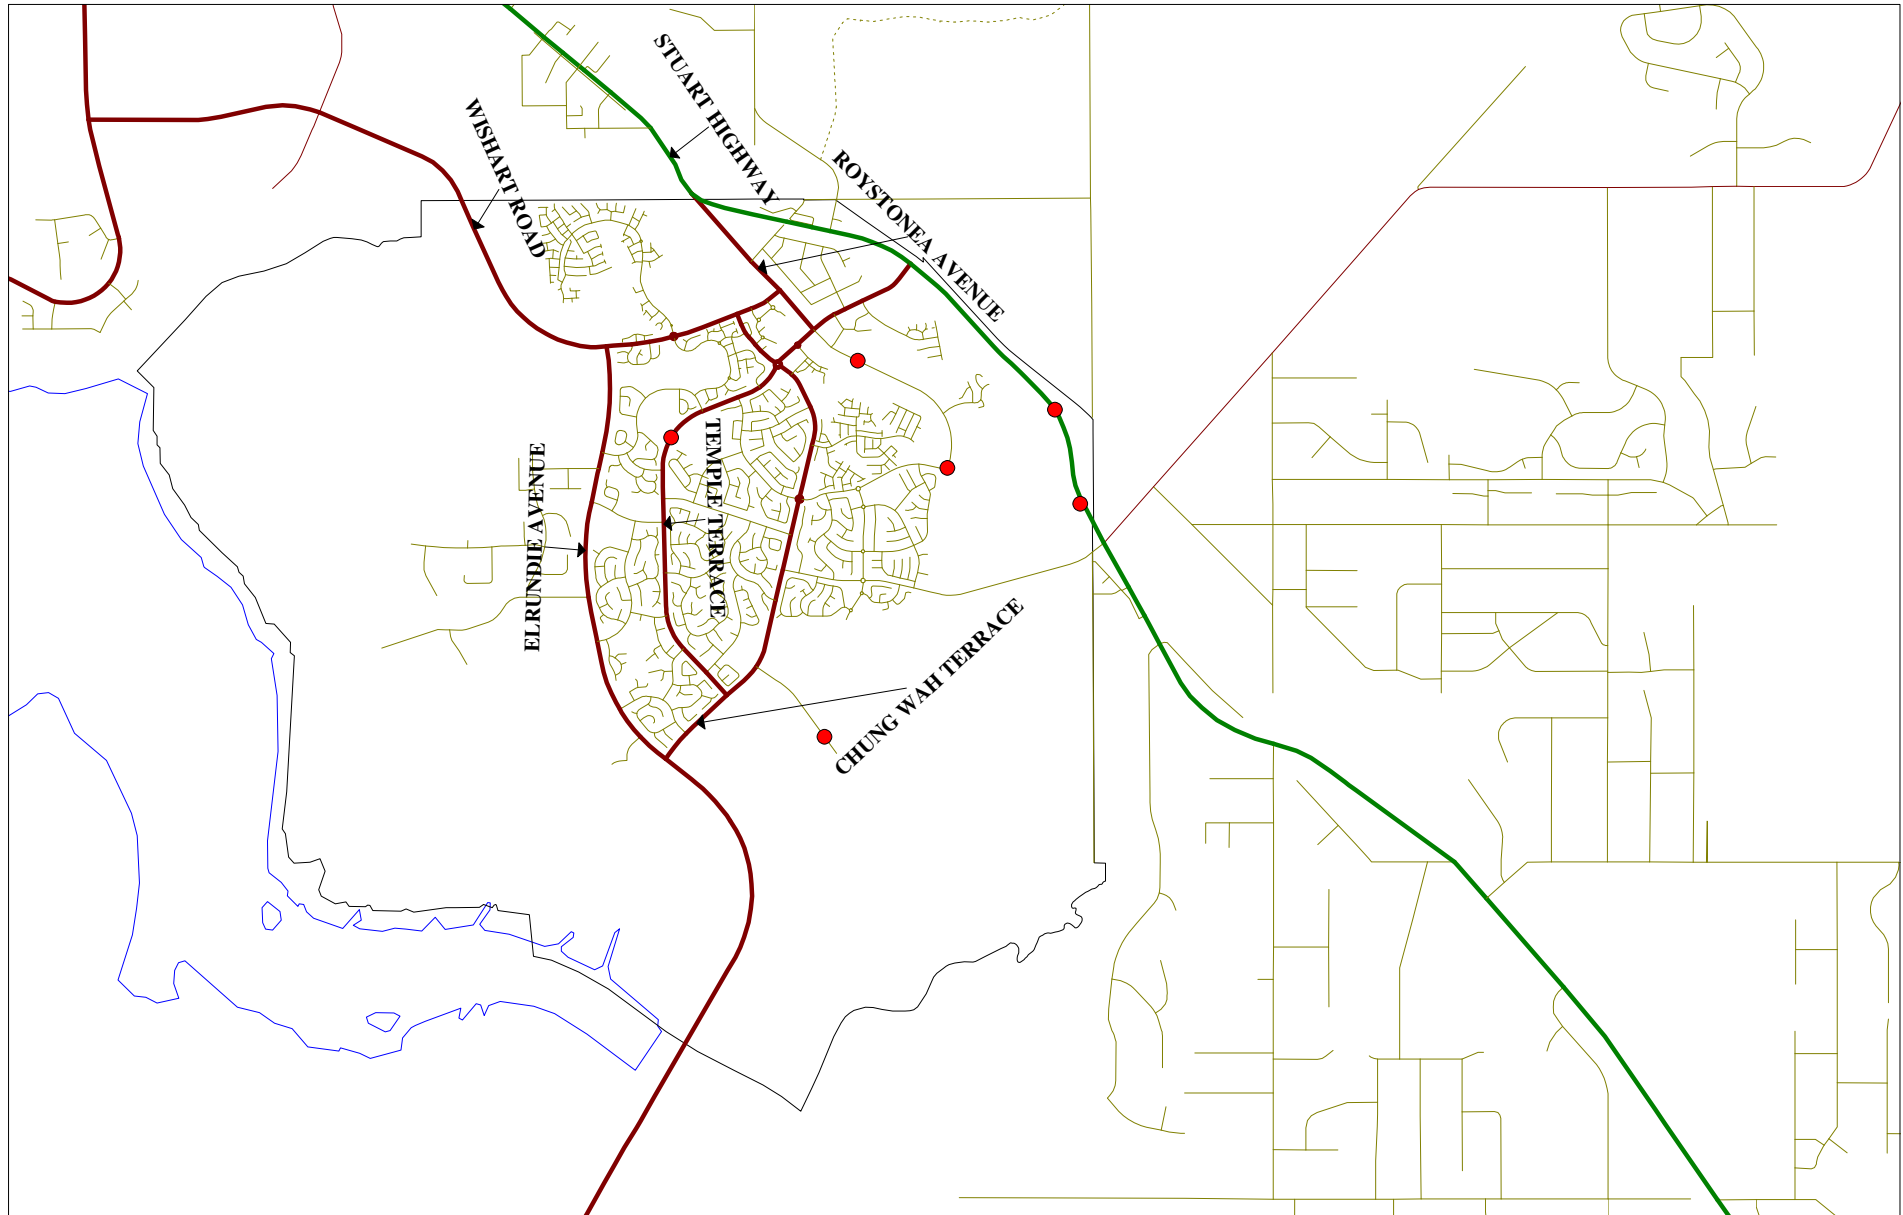 STUART HIGHWAY
WISHART ROAD
ROYSTONEA AVENUE
TEMPLE TERRACE
ELRUNDIE AVENUE
CHUNG WAH TERRACE